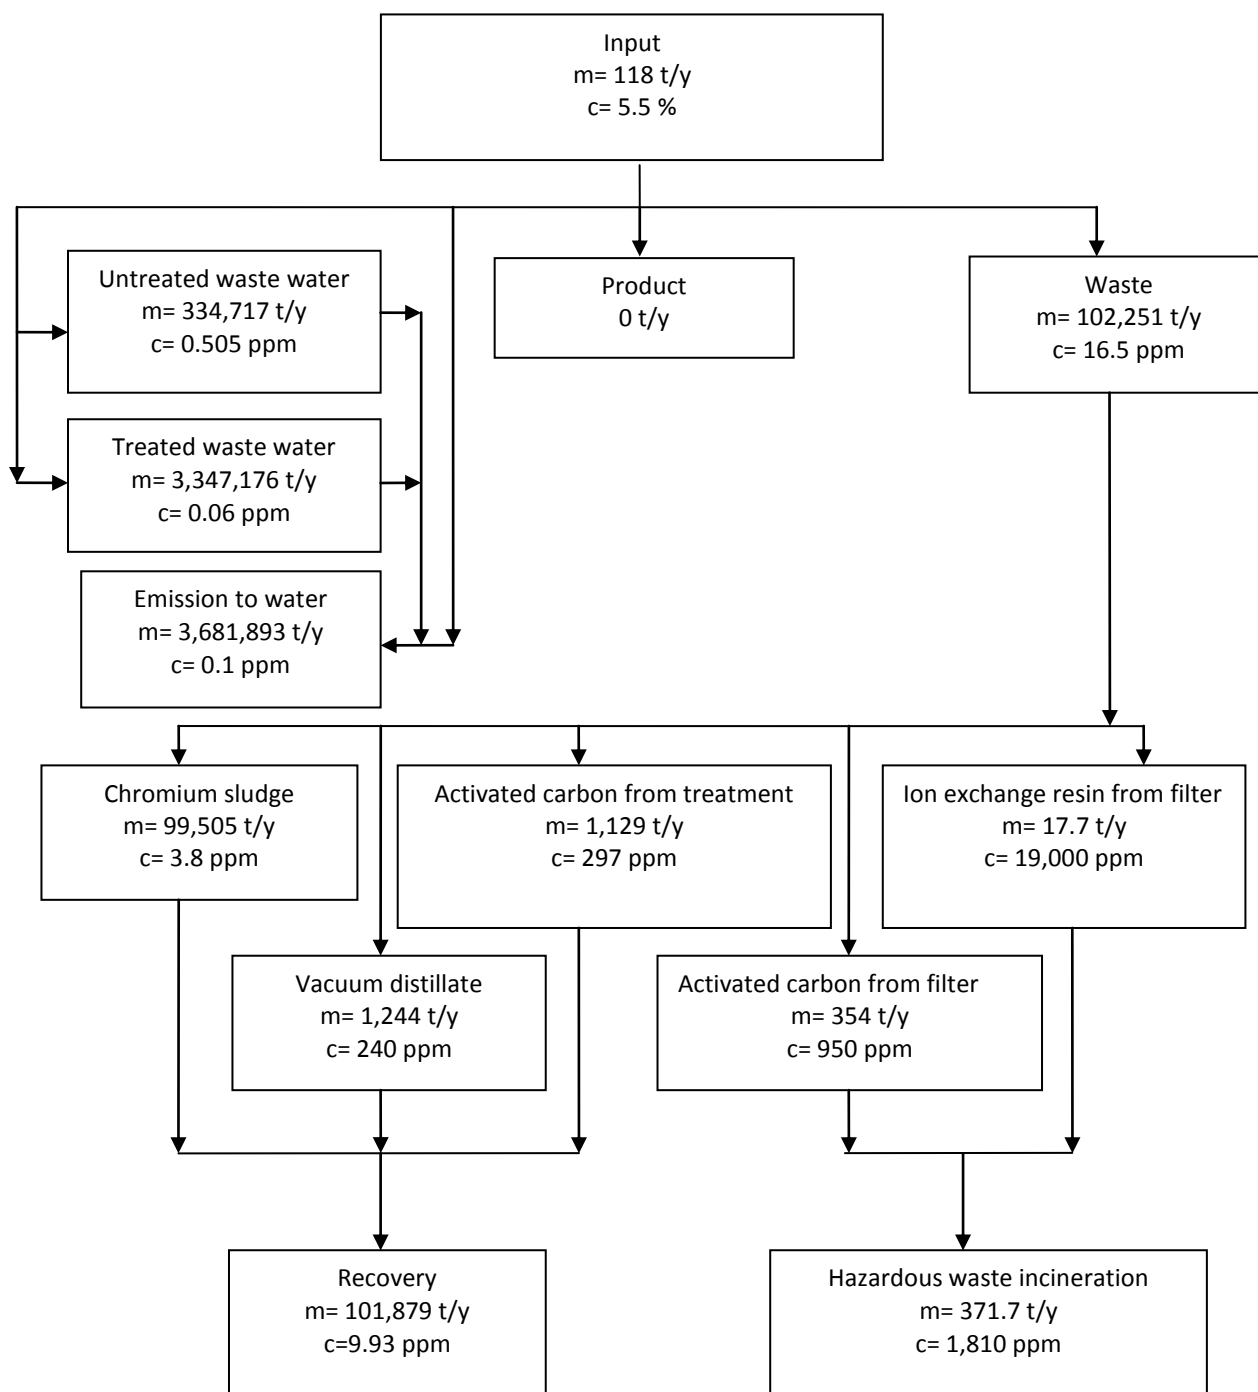 Input
m= 118 t/y
c= 5.5 %
Untreated waste water
m= 334,717 t/y
c= 0.505 ppm
Product
0 t/y
Waste
m= 102,251 t/y
c= 16.5 ppm
Treated waste water
m= 3,347,176 t/y
c= 0.06 ppm
Emission to water
m= 3,681,893 t/y
c= 0.1 ppm
Chromium sludge
m= 99,505 t/y
c= 3.8 ppm
Activated carbon from treatment
m= 1,129 t/y
c= 297 ppm
Ion exchange resin from filter
m= 17.7 t/y
c= 19,000 ppm
Vacuum distillate
m= 1,244 t/y
c= 240 ppm
Activated carbon from filter
m= 354 t/y
c= 950 ppm
Recovery
m= 101,879 t/y
c=9.93 ppm
Hazardous waste incineration
m= 371.7 t/y
c= 1,810 ppm